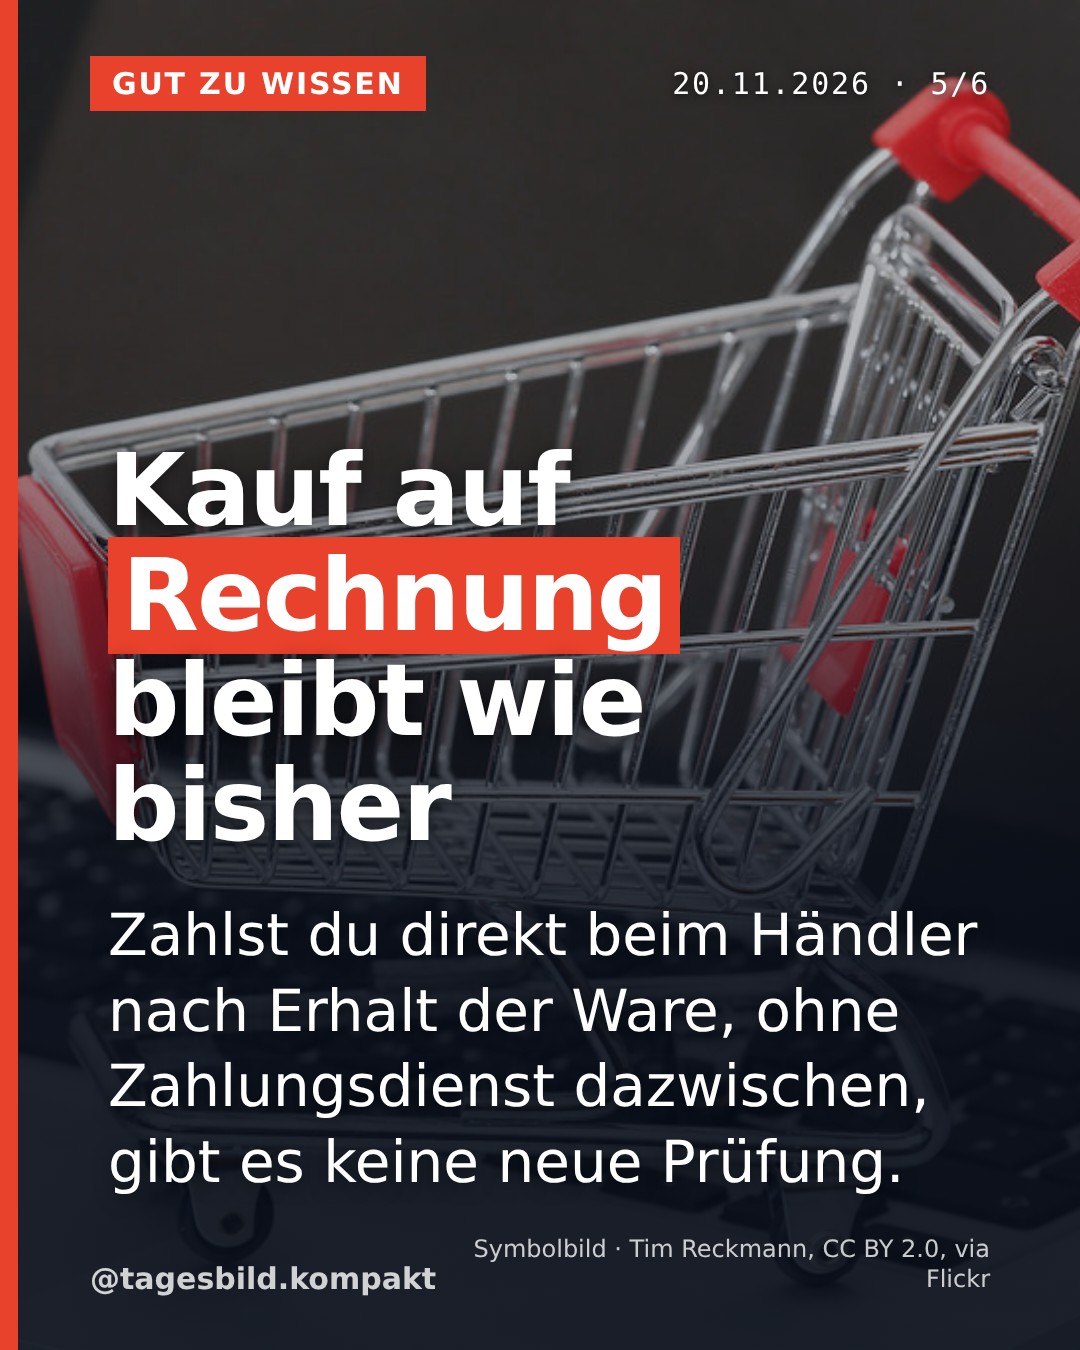 GUT ZU WISSEN
20.11.2026 · 5/6
Kauf auf
Rechnung
bleibt wie
bisher
Zahlst du direkt beim Händler
nach Erhalt der Ware, ohne
Zahlungsdienst dazwischen,
gibt es keine neue Prüfung.
@tagesbild.kompakt
Symbolbild · Tim Reckmann, CC BY 2.0, via
Flickr